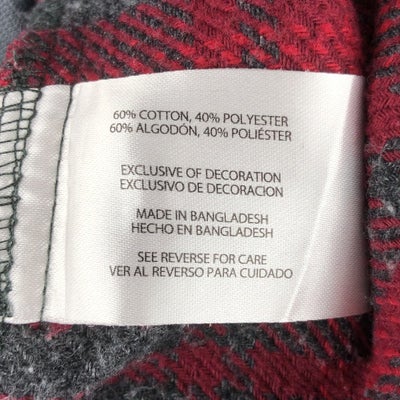 60% COTTON, 40% POLYESTER
60% ALGODÓN, 40% POLIÉSTER
EXCLUSIVE OF DECORATION
EXCLUSIVO DE DECORACION
MADE IN BANGLADESH
HECHO EN BANGLADESH
SEE REVERSE FOR CARE
VER AL REVERSO PARA CUIDADO